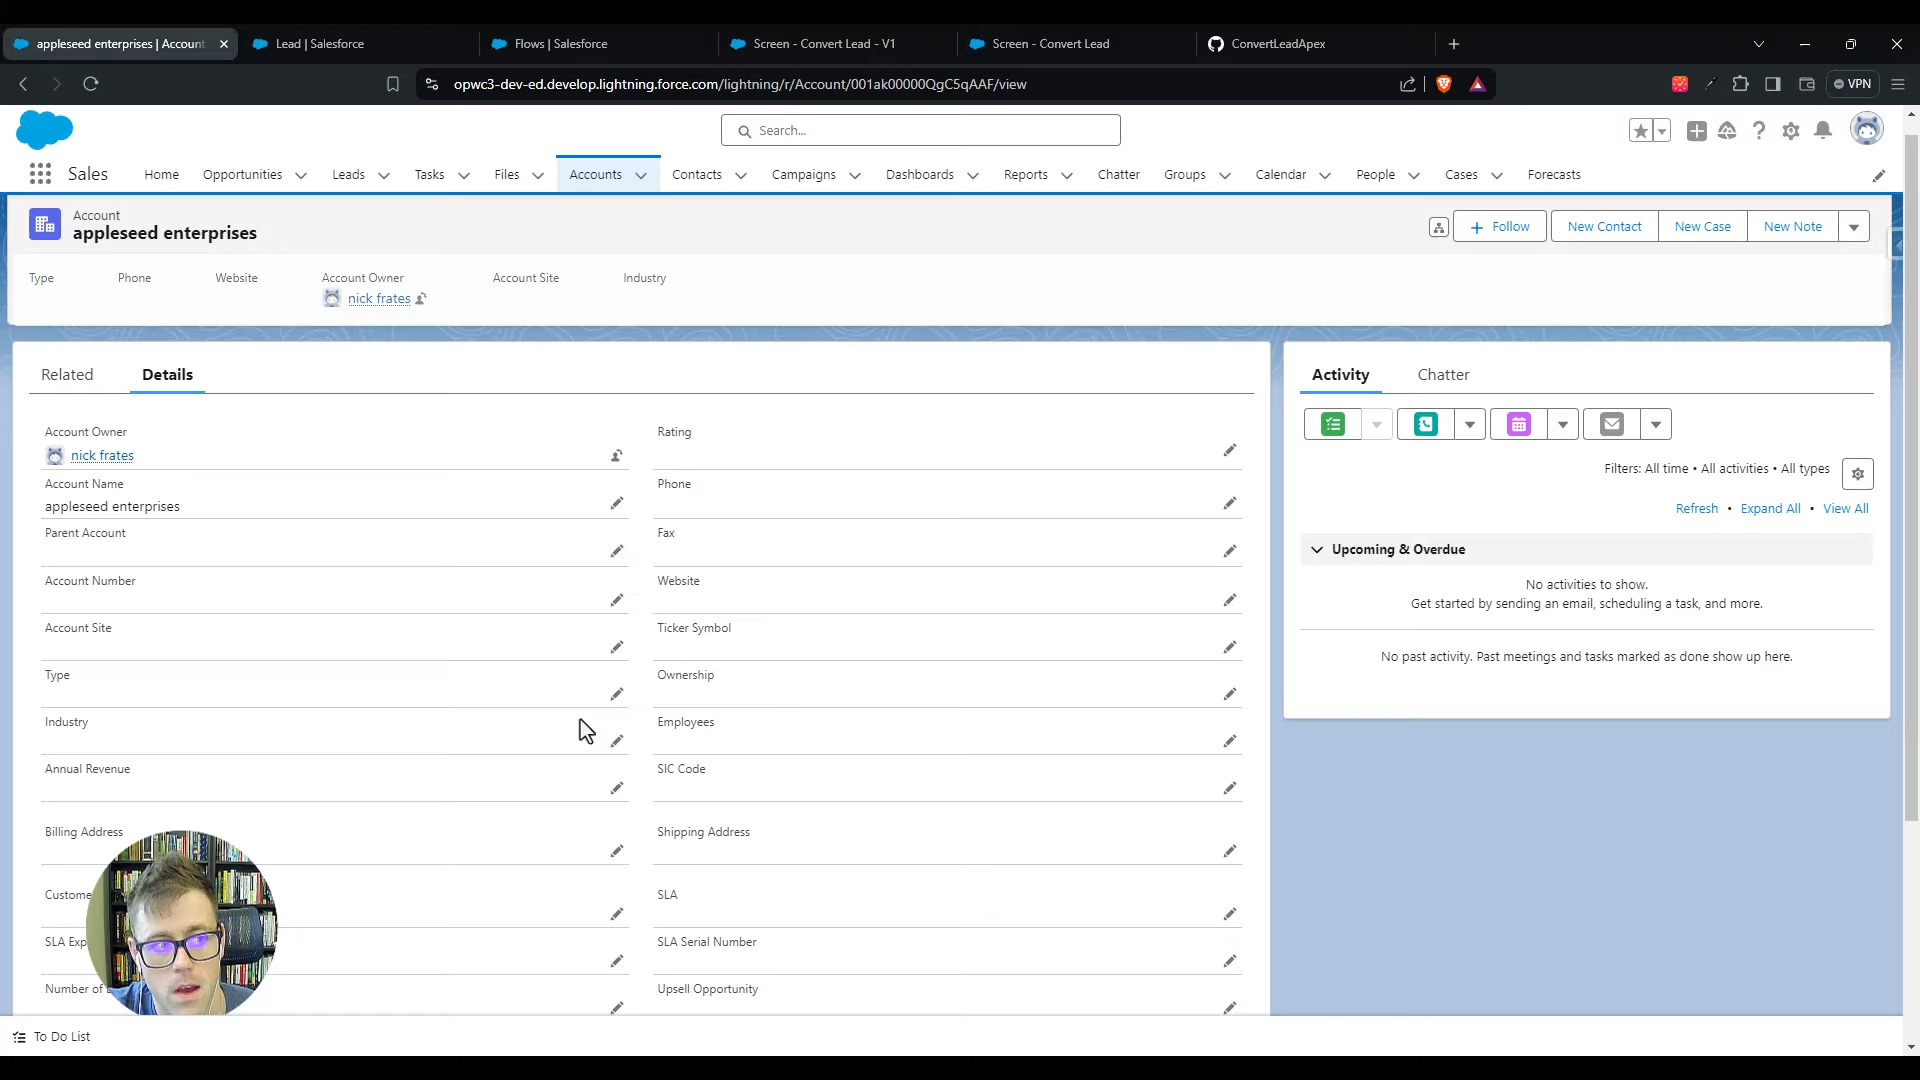 appleseed enterprises | Account
Lead | Salesforce
Flows | Salesforce
Screen - Convert Lead - V1
Screen - Convert Lead
ConvertLeadApex
opwc3-dev-ed.develop.lightning.force.com/lightning/r/Account/001ak00000QgC5qAAF/view
VPN
Search...
Sales
Home
Opportunities
Leads
Tasks
Files
Accounts
Contacts
Campaigns
Dashboards
Reports
Chatter
Groups
Calendar
People
Cases
Forecasts
Account
appleseed enterprises
Follow
New Contact
New Case
New Note
Type
Phone
Website
Account Owner
Account Site
Industry
nick frates
Related
Details
Activity
Chatter
Account Owner
nick frates
Rating
Account Name
appleseed enterprises
Phone
Parent Account
Fax
Account Number
Website
Account Site
Ticker Symbol
Type
Ownership
Industry
Employees
Annual Revenue
SIC Code
Billing Address
Shipping Address
Custome
SLA
SLA Exp
SLA Serial Number
Number of
Upsell Opportunity
Filters: All time • All activities • All types
Refresh • Expand All • View All
Upcoming & Overdue
No activities to show.
Get started by sending an email, scheduling a task, and more.
No past activity. Past meetings and tasks marked as done show up here.
To Do List